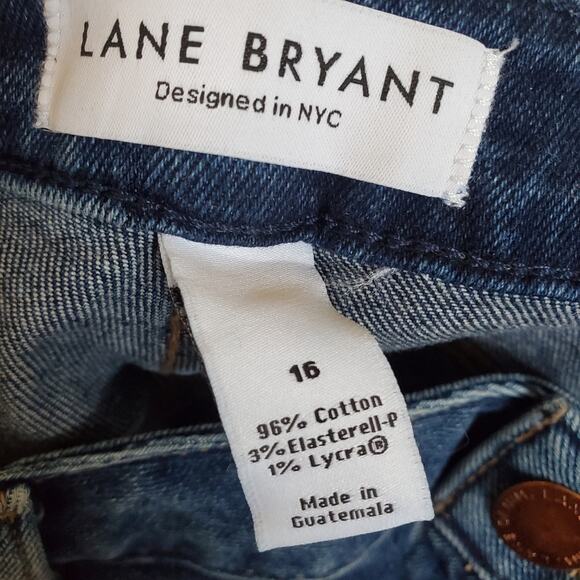 LANE BRYANT
Designed in NYC
16
96% Cotton
3% Elasterell-P
1% Lycra®
Made in
Guatemala